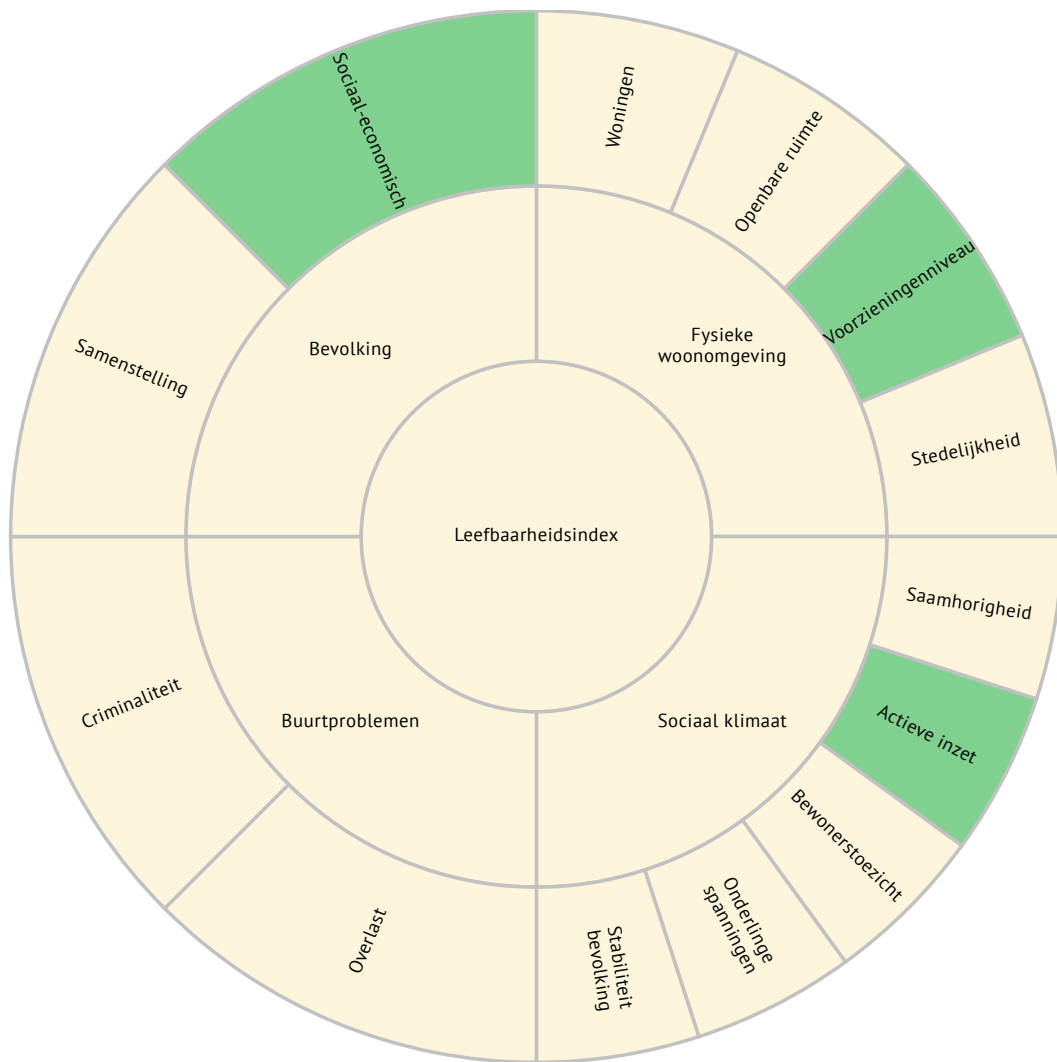 Sociaal-economisch
Woningen
Openbare ruimte
Voorzieningenniveau
Stedelijkheid
Samenstelling
Bevolking
Fysieke
woonomgeving
Leefbaarheidsindex
Saamhorigheid
Actieve inzet
Bewonerstoezicht
Onderlinge
spanningen
Stabiliteit
bevolking
Sociaal klimaat
Buurtproblemen
Criminaliteit
Overlast